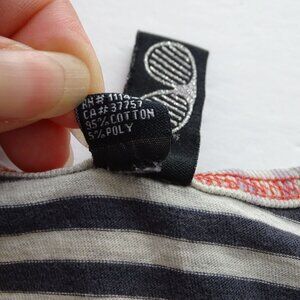 RN# 111
CA# 37757
95% COTTON
5% POLY